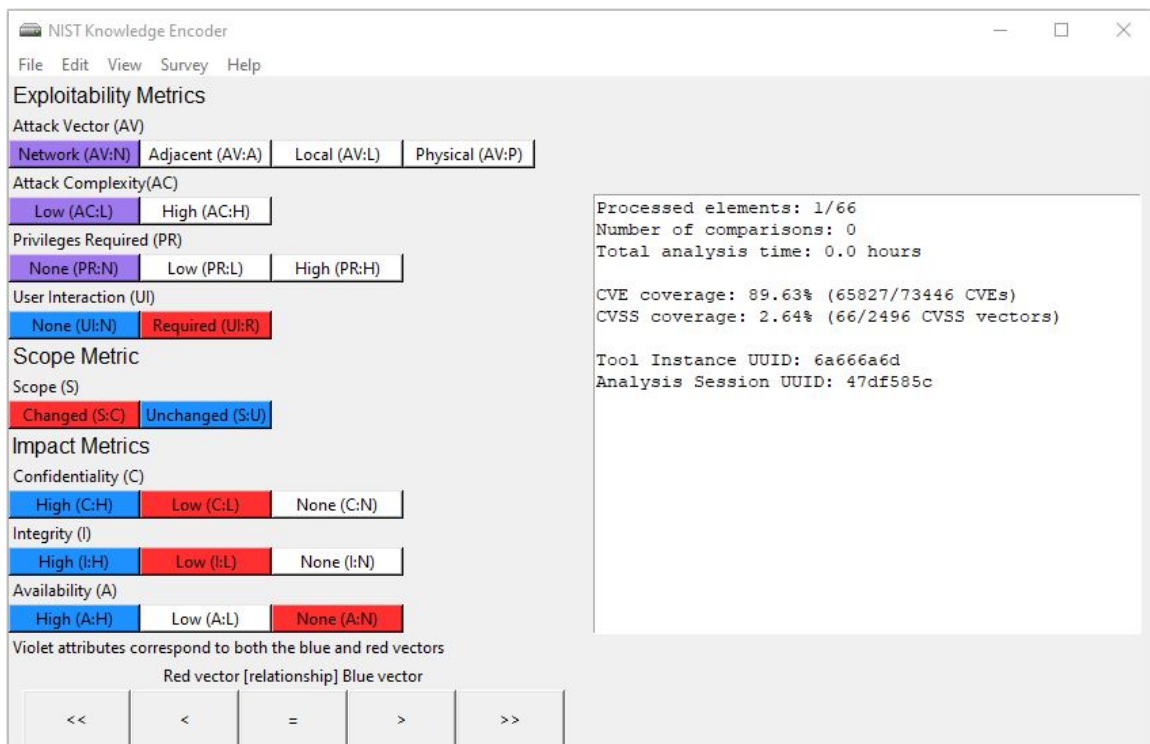 NIST Knowledge Encoder
File Edit View Survey Help
Exploitability Metrics
Attack Vector (AV)
Network (AV:N) Adjacent (AV:A) Local (AV:L) Physical (AV:P)
Attack Complexity(AC)
Low (AC:L) High (AC:H)
Privileges Required (PR)
None (PR:N) Low (PR:L) High (PR:H)
User Interaction (UI)
None (UI:N) Required (UI:R)
Scope Metric
Scope (S)
Changed (S:C) Unchanged (S:U)
Impact Metrics
Confidentiality (C)
High (C:H) Low (C:L) None (C:N)
Integrity (I)
High (I:H) Low (I:L) None (I:N)
Availability (A)
High (A:H) Low (A:L) None (A:N)
Violet attributes correspond to both the blue and red vectors
Red vector [relationship] Blue vector
<< < = > >>
Processed elements: 1/66
Number of comparisons: 0
Total analysis time: 0.0 hours
CVE coverage: 89.63% (65827/73446 CVEs)
CVSS coverage: 2.64% (66/2496 CVSS vectors)
Tool Instance UUID: 6a666a6d
Analysis Session UUID: 47df585c